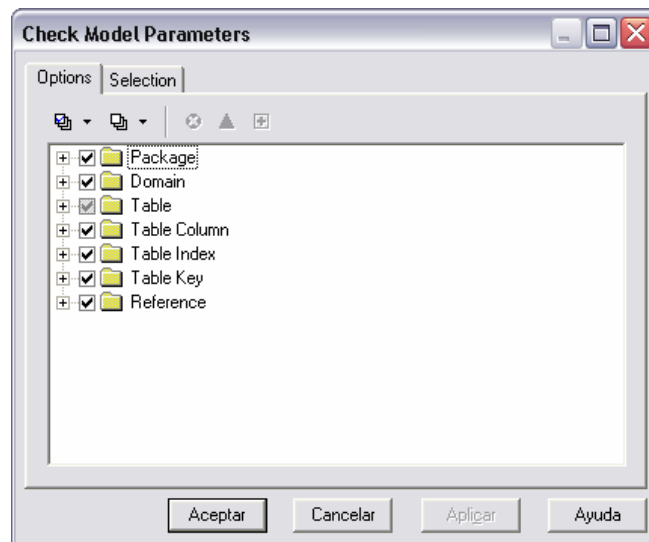 Check Model Parameters
Options Selection
Package
Domain
Table
Table Column
Table Index
Table Key
Reference
Aceptar Cancelar Aplicar Ayuda